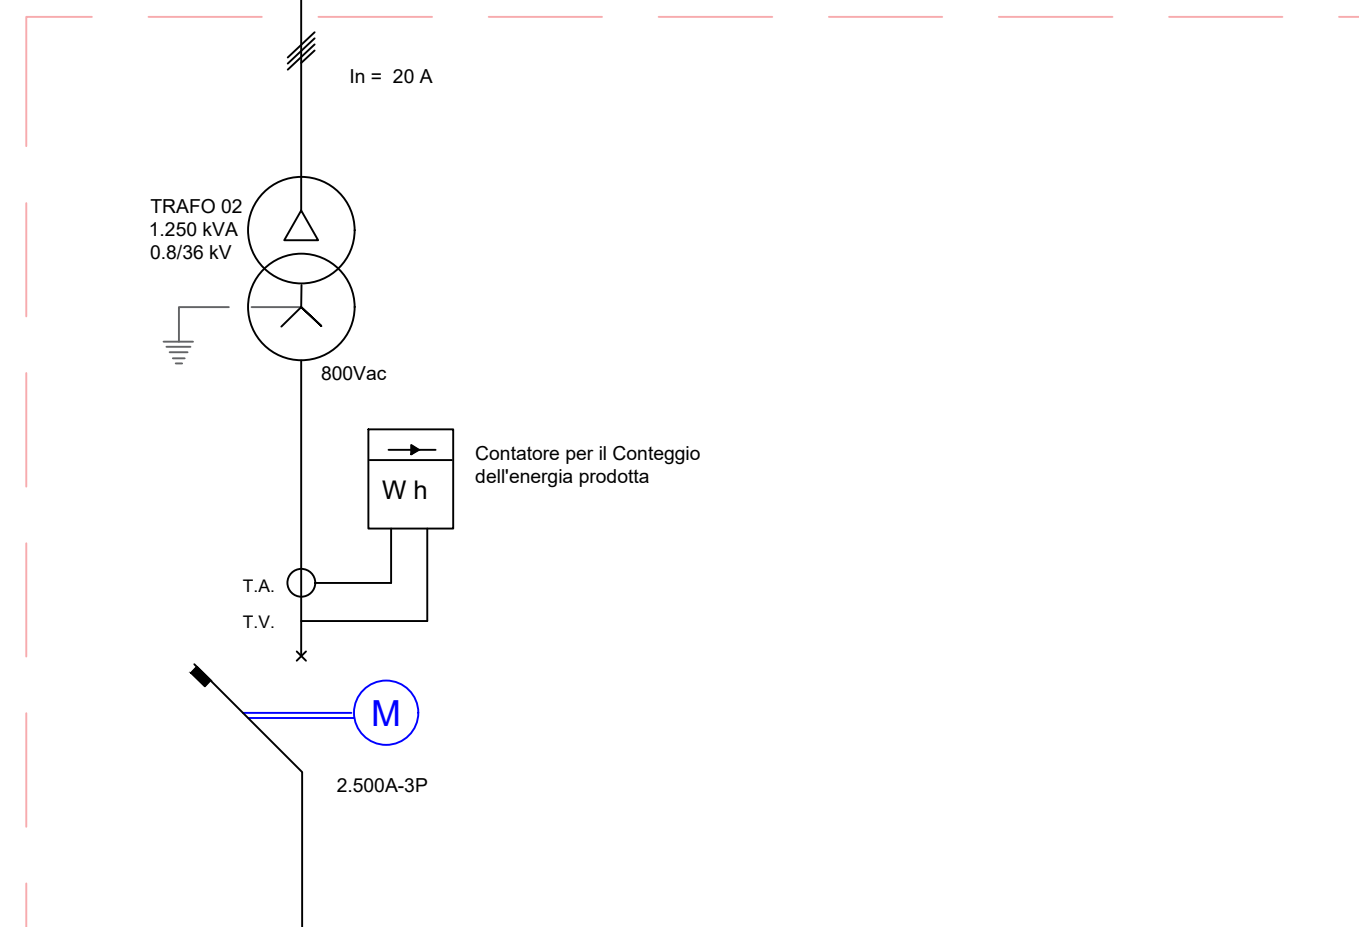 In = 20 A
TRAFO 02
1.250 kVA
0.8/36 kV
800Vac
Contatore per il Conteggio
dell'energia prodotta
W h
T.A.
T.V.
M
2.500A-3P